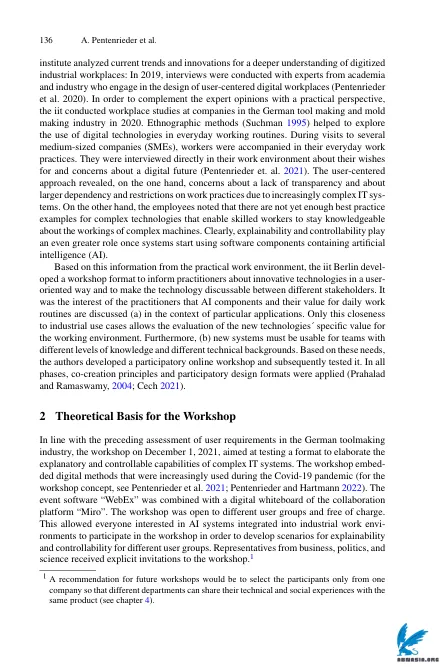 136 A. Pentenrieder et al.
institute analyzed current trends and innovations for a deeper understanding of digitized
industrial workplaces: In 2019, interviews were conducted with experts from academia
and industry who engage in the design of user-centered digital workplaces (Pentenrieder
et al. 2020). In order to complement the expert opinions with a practical perspective,
the iit conducted workplace studies at companies in the German tool making and mold
making industry in 2020. Ethnographic methods (Suchman 1995) helped to explore
the use of digital technologies in everyday working routines. During visits to several
medium-sized companies (SMEs), workers were accompanied in their everyday work
practices. They were interviewed directly in their work environment about their wishes
for and concerns about a digital future (Pentenrieder et. al. 2021). The user-centered
approach revealed, on the one hand, concerns about a lack of transparency and about
larger dependency and restrictions on work practices due to increasingly complex IT sys-
tems. On the other hand, the employees noted that there are not yet enough best practice
examples for complex technologies that enable skilled workers to stay knowledgeable
about the workings of complex machines. Clearly, explainability and controllability play
an even greater role once systems start using software components containing artificial
intelligence (AI).
Based on this information from the practical work environment, the iit Berlin devel-
oped a workshop format to inform practitioners about innovative technologies in a user-
oriented way and to make the technology discussable between different stakeholders. It
was the interest of the practitioners that AI components and their value for daily work
routines are discussed (a) in the context of particular applications. Only this closeness
to industrial use cases allows the evaluation of the new technologies´ specific value for
the working environment. Furthermore, (b) new systems must be usable for teams with
different levels of knowledge and different technical backgrounds. Based on these needs,
the authors developed a participatory online workshop and subsequently tested it. In all
phases, co-creation principles and participatory design formats were applied (Prahalad
and Ramaswamy, 2004; Cech 2021).
2 Theoretical Basis for the Workshop
In line with the preceding assessment of user requirements in the German toolmaking
industry, the workshop on December 1, 2021, aimed at testing a format to elaborate the
explanatory and controllable capabilities of complex IT systems. The workshop embed-
ded digital methods that were increasingly used during the Covid-19 pandemic (for the
workshop concept, see Pentenrieder et al. 2021; Pentenrieder and Hartmann 2022). The
event software “WebEx” was combined with a digital whiteboard of the collaboration
platform “Miro”. The workshop was open to different user groups and free of charge.
This allowed everyone interested in AI systems integrated into industrial work envi-
ronments to participate in the workshop in order to develop scenarios for explainability
and controllability for different user groups. Representatives from business, politics, and
science received explicit invitations to the workshop.1
1 A recommendation for future workshops would be to select the participants only from one
company so that different departments can share their technical and social experiences with the
same product (see chapter 4).